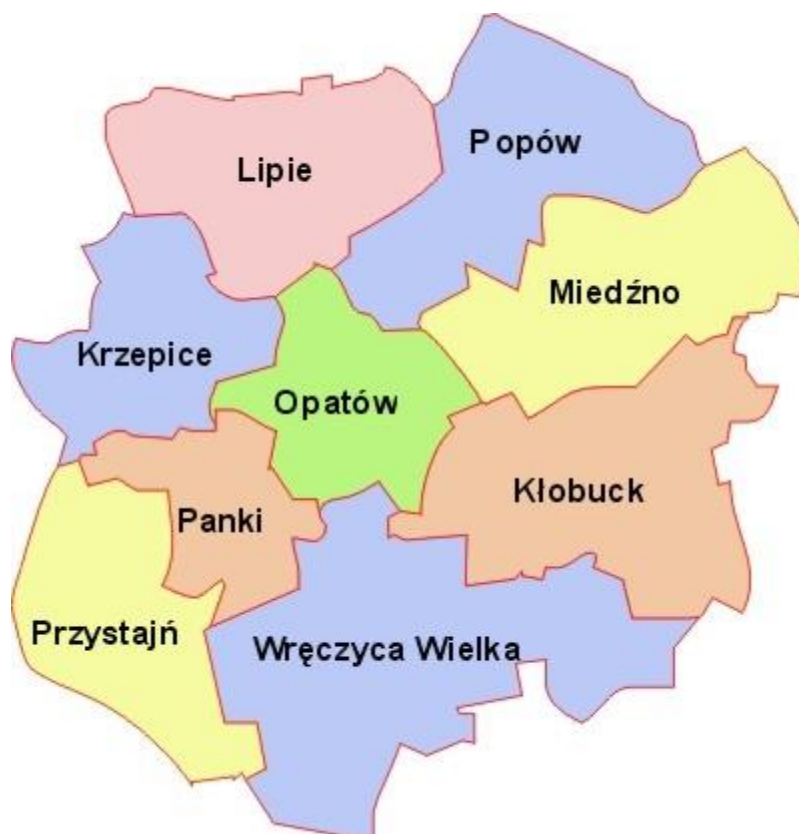 Popów
Lipie
Miedźno
Krzepice
Opatów
Kłobuck
Panki
Przystajń
Wręczyca Wielka